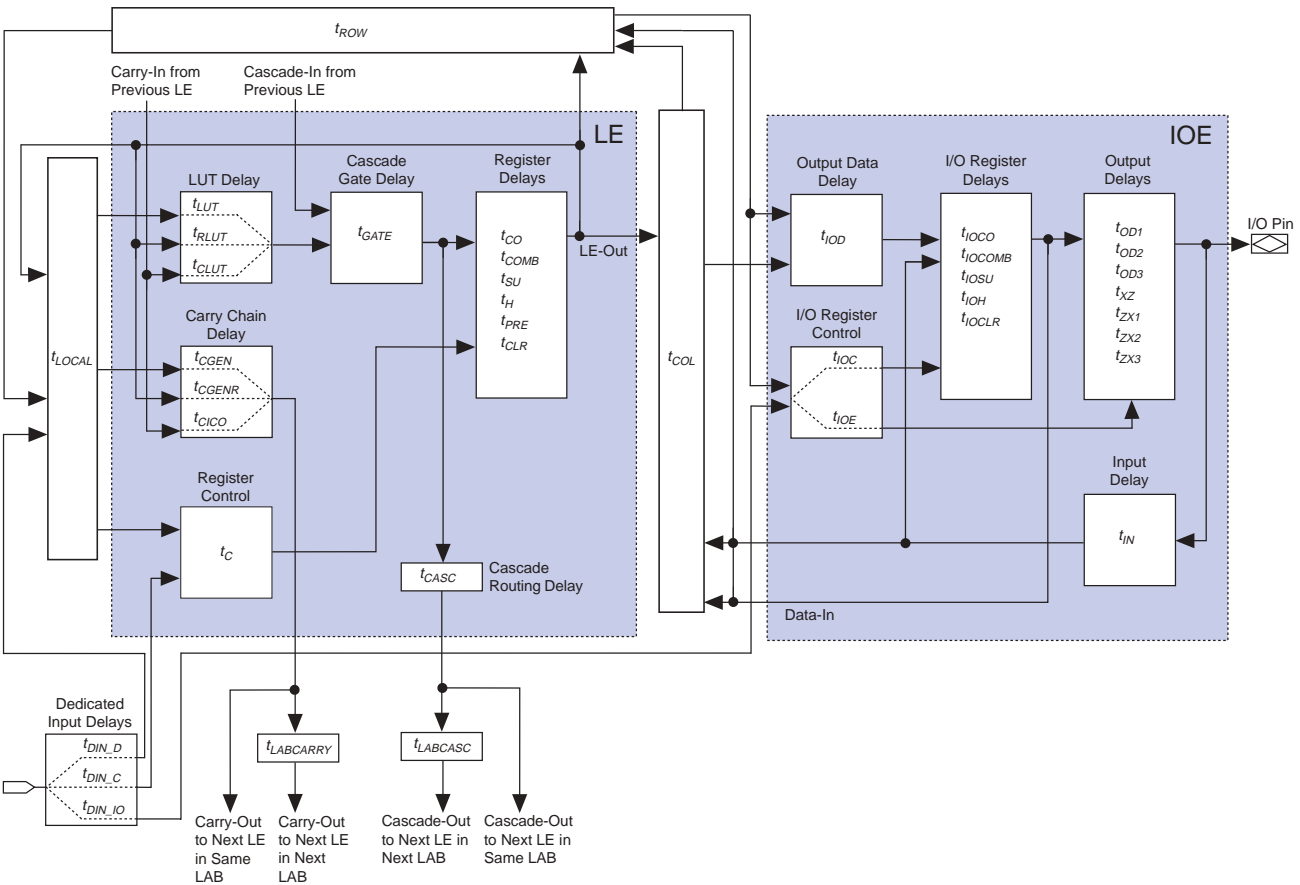 tROW
Carry-In from
Previous LE
Cascade-In from
Previous LE
LE
LUT Delay
tLUT
tRLUT
tCLUT
Cascade
Gate Delay
tGATE
Register
Delays
tCO
tCOMB
tSU
tH
tPRE
tCLR
LE-Out
tLOCAL
Carry Chain
Delay
tCGEN
tCGENR
tCICO
Register
Control
tC
tCASC
Cascade
Routing Delay
tCOL
IOE
Output Data
Delay
tIOD
I/O Register
Delays
tIOCO
tIOCOMB
tIOSU
tIOH
tIOCLR
Output
Delays
tOD1
tOD2
tOD3
tXZ
tZX1
tZX2
tZX3
I/O Pin
I/O Register
Control
tIOC
tIOE
Input
Delay
tIN
Data-In
Dedicated
Input Delays
tDIN_D
tDIN_C
tDIN_IO
tLABCARRY
tLABCASC
Carry-Out
to Next LE
in Same
LAB
Carry-Out
to Next LE
in Next
LAB
Cascade-Out
to Next LE in
Next LAB
Cascade-Out
to Next LE in
Same LAB